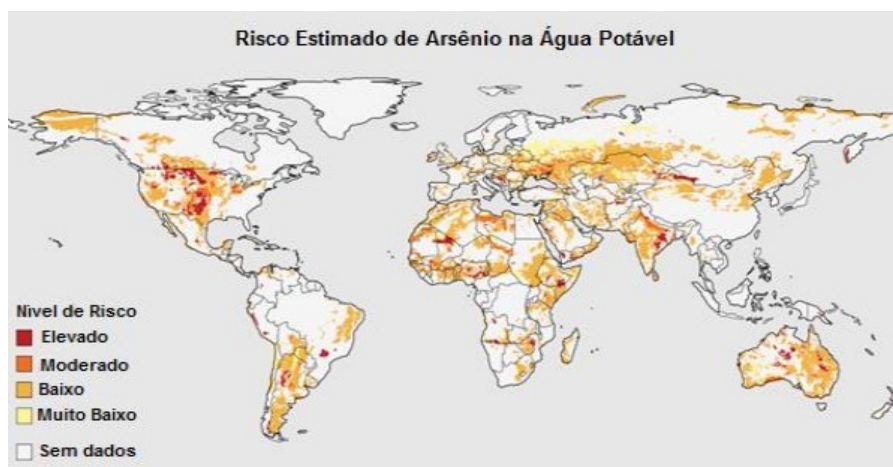 Risco Estimado de Arsênio na Água Potável
Nivel de Risco
Elevado
Moderado
Baixo
Muito Baixo
Sem dados